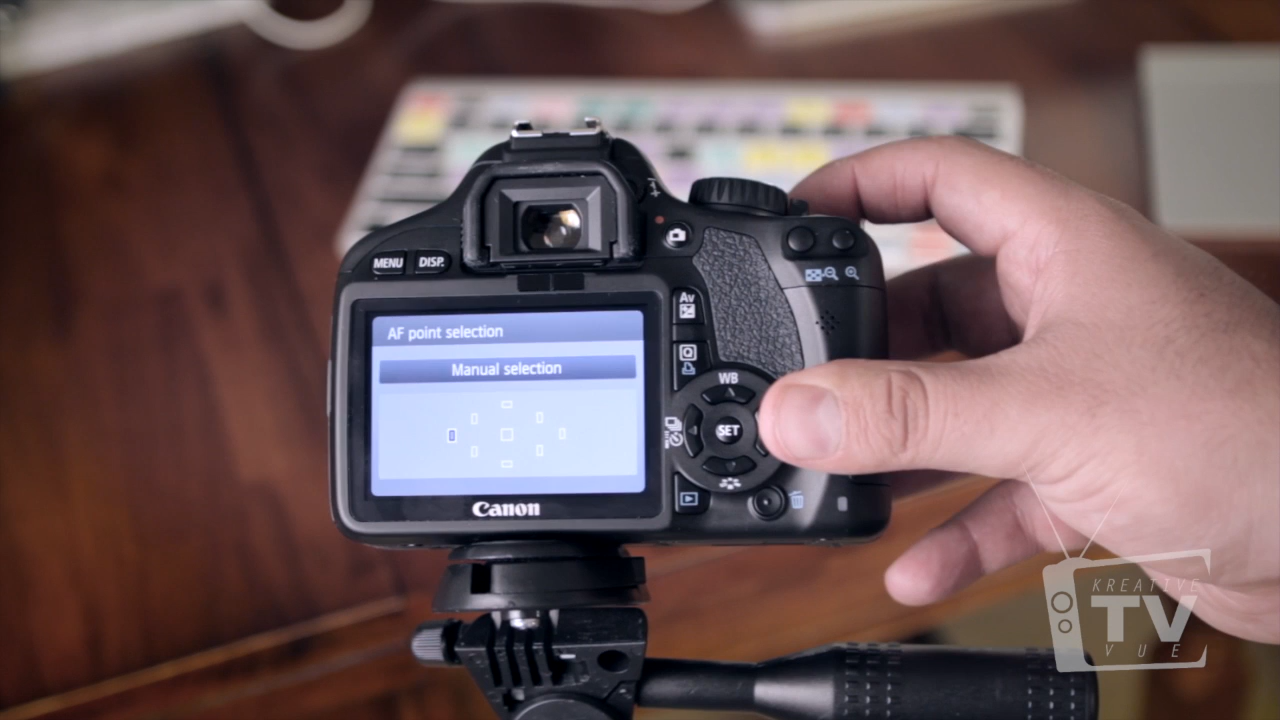 MENU
DISP.
Av
Q
AF point selection
Manual selection
WB
SET
Canon
KREATIVE
TV
VUE